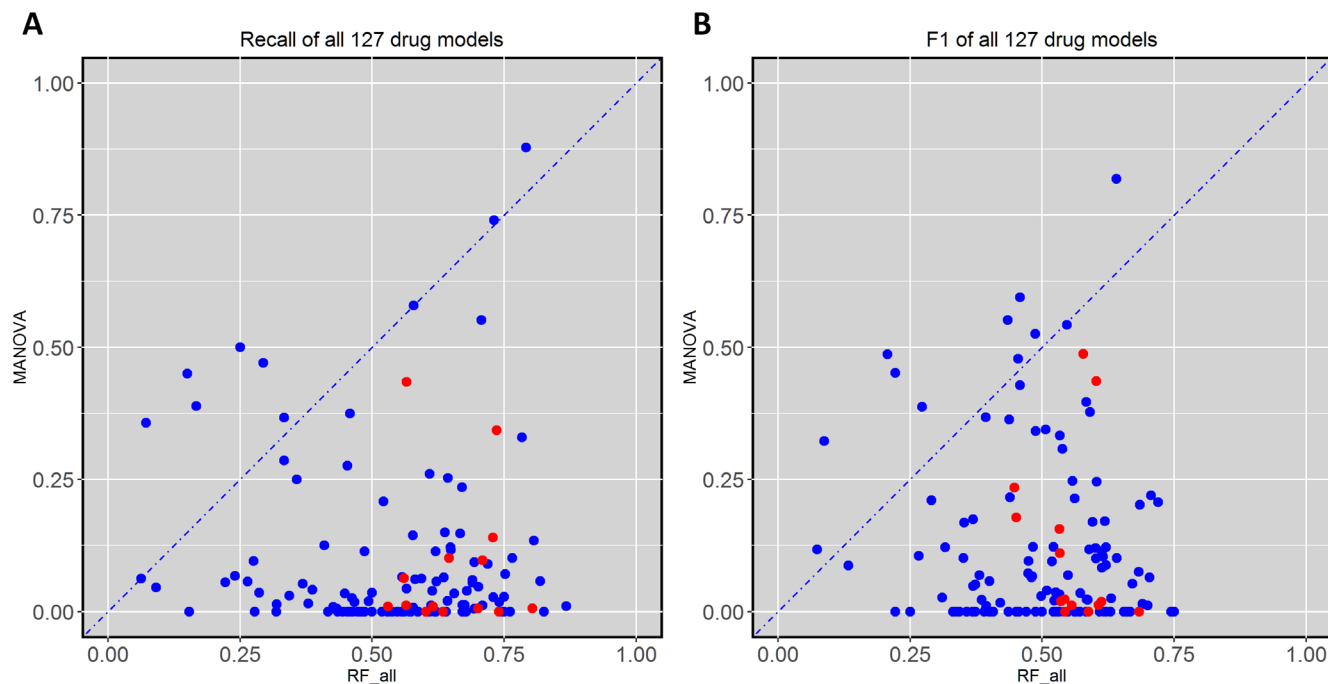 A
Recall of all 127 drug models
1.00
0.75
0.50
0.25
0.00
MANOVA
0.00 0.25 0.50 0.75 1.00
RF_all
B
F1 of all 127 drug models
1.00
0.75
0.50
0.25
0.00
MANOVA
0.00 0.25 0.50 0.75 1.00
RF_all